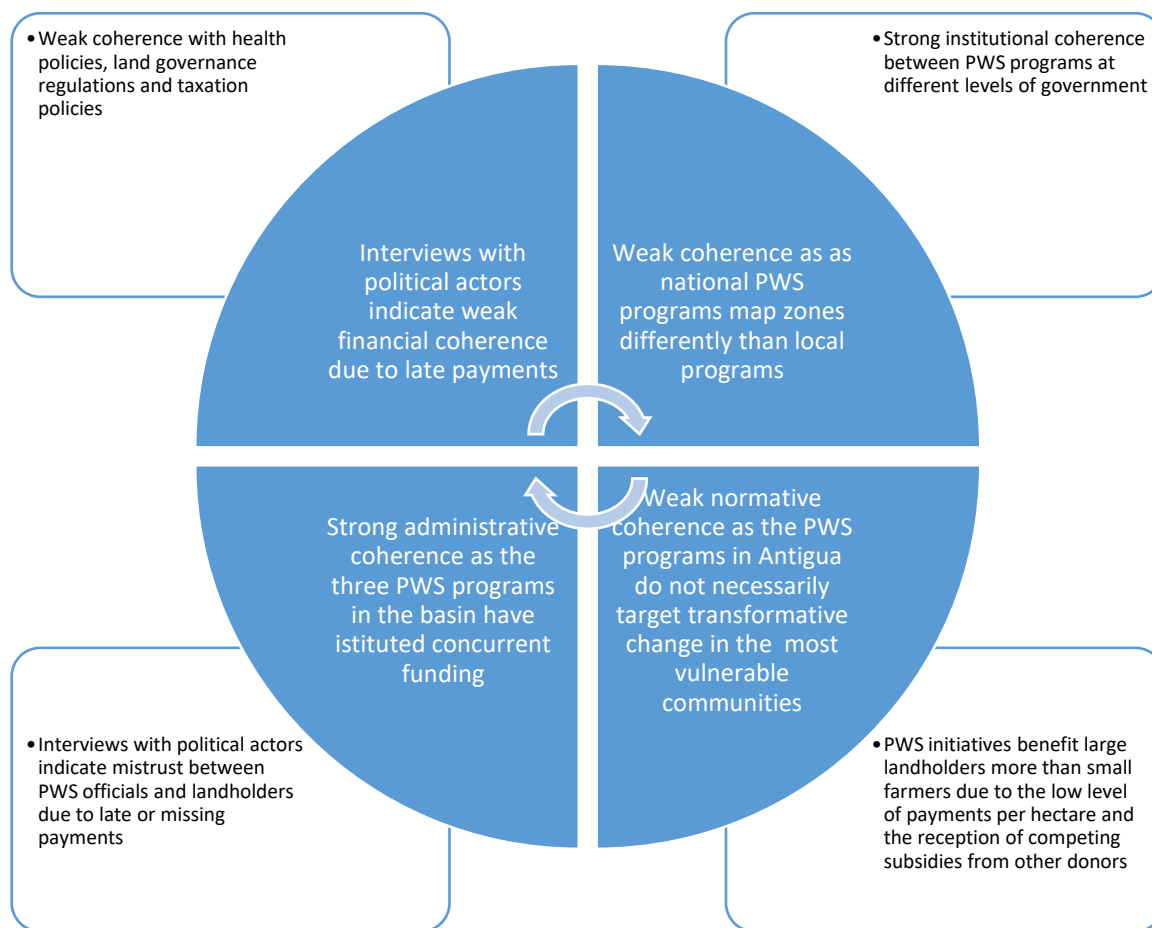 •Weak coherence with health
policies, land governance
regulations and taxation
policies
•Strong institutional coherence
between PWS programs at
different levels of government
Interviews with
political actors
indicate weak
financial coherence
due to late payments
Weak coherence as as
national PWS
programs map zones
differently than local
programs
Strong administrative
coherence as the
three PWS programs
in the basin have
istituted concurrent
funding
Weak normative
coherence as the PWS
programs in Antigua
do not necessarily
target transformative
change in the  most
vulnerable
communities
•Interviews with political actors
indicate mistrust between
PWS officials and landholders
due to late or missing
payments
•PWS initiatives benefit large
landholders more than small
farmers due to the low level
of payments per hectare and
the reception of competing
subsidies from other donors